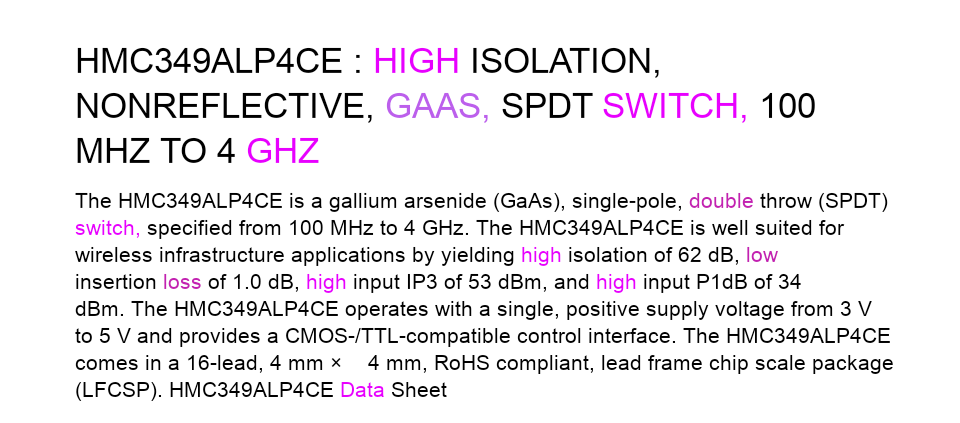 HMC349ALP4CE : HIGH ISOLATION,
NONREFLECTIVE, GAAS, SPDT SWITCH, 100
MHZ TO 4 GHZ
The HMC349ALP4CE is a gallium arsenide (GaAs), single-pole, double throw (SPDT)
switch, specified from 100 MHz to 4 GHz. The HMC349ALP4CE is well suited for
wireless infrastructure applications by yielding high isolation of 62 dB, low
insertion loss of 1.0 dB, high input IP3 of 53 dBm, and high input P1dB of 34
dBm. The HMC349ALP4CE operates with a single, positive supply voltage from 3 V
to 5 V and provides a CMOS-/TTL-compatible control interface. The HMC349ALP4CE
comes in a 16-lead, 4 mm × 4 mm, RoHS compliant, lead frame chip scale package
(LFCSP). HMC349ALP4CE Data Sheet